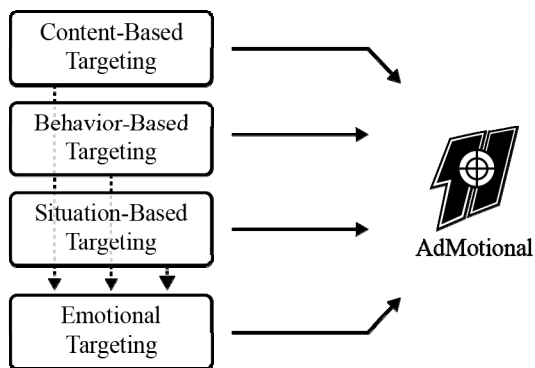 Content-Based
Targeting
Behavior-Based
Targeting
Situation-Based
Targeting
Emotional
Targeting
AdMotional